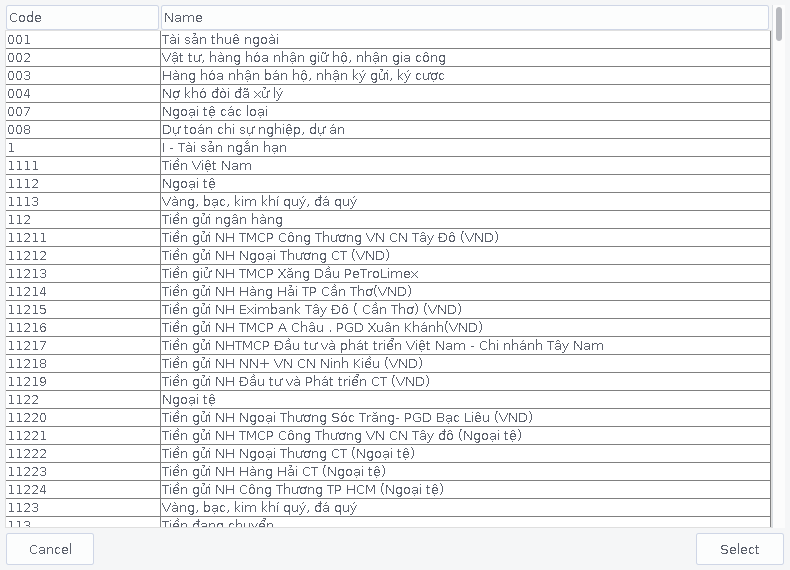 Code Name
001 Tài sản thuê ngoài
002 Vật tư, hàng hóa nhận giữ hộ, nhận gia công
003 Hàng hóa nhận bán hộ, nhận ký gửi, ký cược
004 Nợ khó đòi đã xử lý
007 Ngoại tệ các loại
008 Dự toán chi sự nghiệp, dự án
1 I - Tài sản ngắn hạn
1111 Tiền Việt Nam
1112 Ngoại tệ
1113 Vàng, bạc, kim khí quý, đá quý
112 Tiền gửi ngân hàng
11211 Tiền gửi NH TMCP Công Thương VN CN Tây Đô (VND)
11212 Tiền gửi NH Ngoại Thương CT (VND)
11213 Tiền giử NH TMCP Xăng Dầu PeTroLimex
11214 Tiền gửi NH Hàng Hải TP Cần Thơ(VND)
11215 Tiền gửi NH Eximbank Tây Đô ( Cần Thơ) (VND)
11216 Tiền gửi NH TMCP A Châu . PGD Xuân Khánh(VND)
11217 Tiền gửi NHTMCP Đầu tư và phát triển Việt Nam - Chi nhánh Tây Nam
11218 Tiền gửi NH NN+ VN CN Ninh Kiều (VND)
11219 Tiền gửi NH Đầu tư và Phát triển CT (VND)
1122 Ngoại tệ
11220 Tiền gửi NH Ngoại Thương Sóc Trăng- PGD Bạc Liêu (VND)
11221 Tiền gửi NH TMCP Công Thương VN CN Tây đô (Ngoại tệ)
11222 Tiền gửi NH Ngoại Thương CT (Ngoại tệ)
11223 Tiền gửi NH Hàng Hải CT (Ngoại tệ)
11224 Tiền gửi NH Công Thương TP HCM (Ngoại tệ)
1123 Vàng, bạc, kim khí quý, đá quý
113 Tiền đang chuyển
Cancel Select